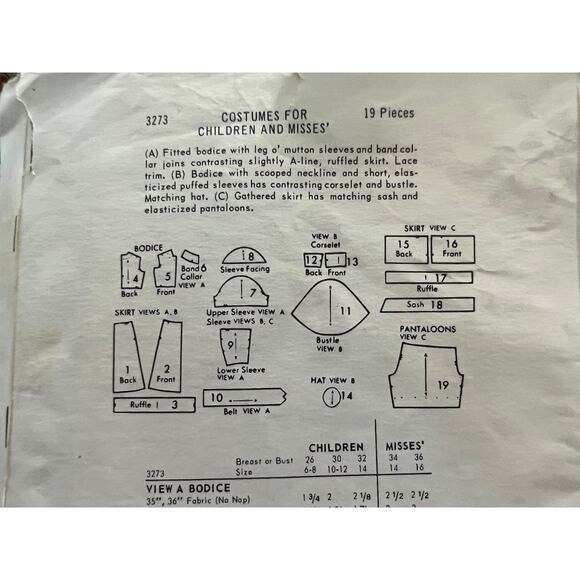 3273 COSTUMES FOR 19 Pieces
CHILDREN AND MISSES'
(A) Fitted bodice with leg o' mutton sleeves and band col-
lar joins contrasting slightly A-line, ruffled skirt. Lace
trim. (B) Bodice with scooped neckline and short, elas-
ticized puffed sleeves has contrasting corselet and bustle.
Matching hat. (C) Gathered skirt has matching sash and
elasticized pantaloons.
BODICE
4
Back
5
Front
Band 6
Collar
VIEW A
8
Sleeve Facing
7
Upper Sleeve VIEW A
Sleeve VIEWS B, C
9
Lower Sleeve
VIEW A
VIEW B
Corselet
12 13
Back Front
11
Bustle
VIEW B
SKIRT VIEW C
15 16
Back Front
17
Ruffle
Sash 18
SKIRT VIEWS A, B
1
Back
2
Front
Ruffle 3
10
Belt VIEW A
HAT VIEW B
14
PANTALOONS
VIEW C
19
CHILDREN MISSES'
Breast or Bust 26 30 32 34 36
3273 Size 6-8 10-12 14 14 16
VIEW A BODICE
35", 36" Fabric (No Nap) 1 3/4 2 2 1/8 2 1/2 2 1/2